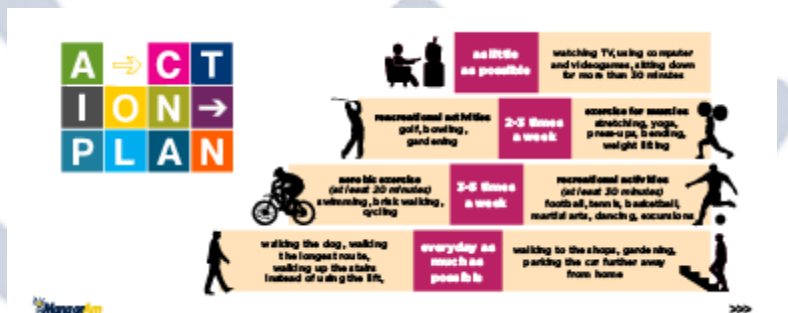 A → C T
I O N →
P L A N
as little
as possible
watching TV, using computer
and videogames, sitting down
for more than 30 minutes
recreational activities
golf, bowling,
gardening
2-3 times
a week
exercise for muscles
stretching, yoga,
press-ups, bending,
weight lifting
aerobic exercise
(at least 20 minutes)
swimming, brisk walking,
cycling
3-5 times
a week
recreational activities
(at least 30 minutes)
football, tennis, basketball,
martial arts, dancing, excursions
walking the dog, walking
the longest route,
walking up the stairs
instead of using the lift,
everyday as
much as
possible
walking to the shops, gardening,
parking the car further away
from home
>>>